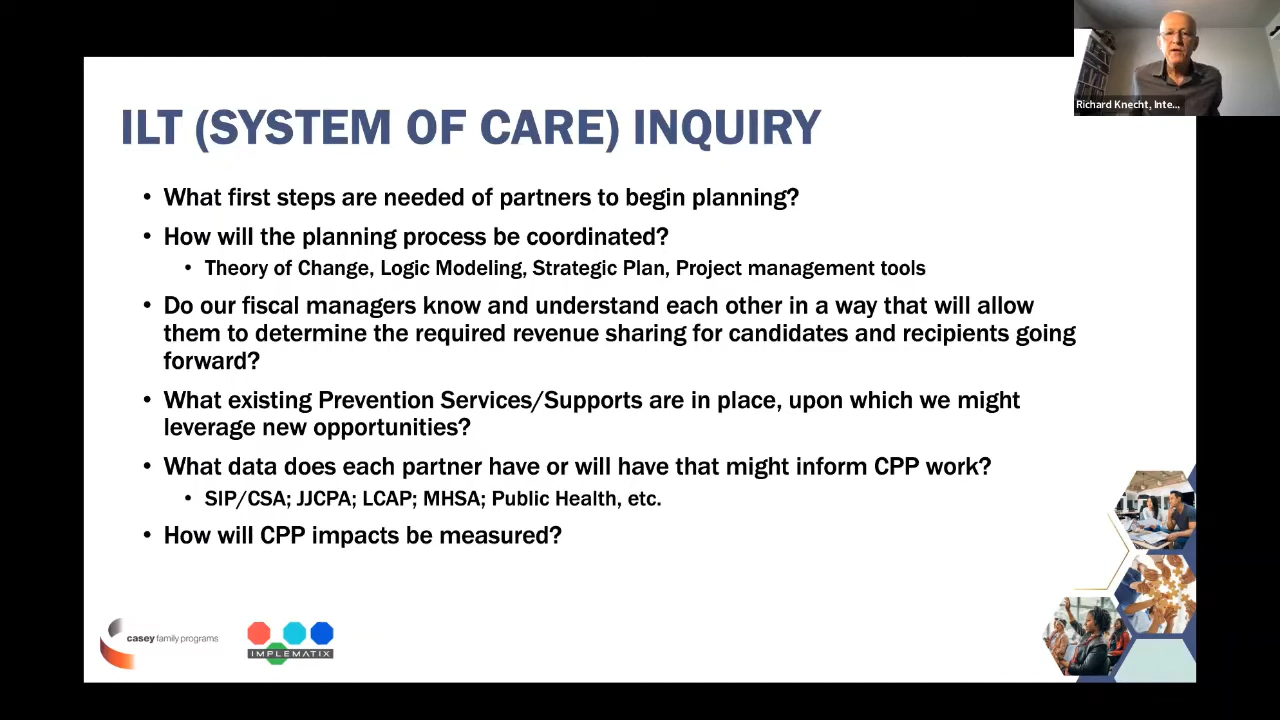 Richard Knecht, Inte...
ILT (SYSTEM OF CARE) INQUIRY
• What first steps are needed of partners to begin planning?
• How will the planning process be coordinated?
• Theory of Change, Logic Modeling, Strategic Plan, Project management tools
• Do our fiscal managers know and understand each other in a way that will allow
them to determine the required revenue sharing for candidates and recipients going
forward?
• What existing Prevention Services/Supports are in place, upon which we might
leverage new opportunities?
• What data does each partner have or will have that might inform CPP work?
• SIP/CSA; JJCPA; LCAP; MHSA; Public Health, etc.
• How will CPP impacts be measured?
casey family programs
IMPLEMATIX